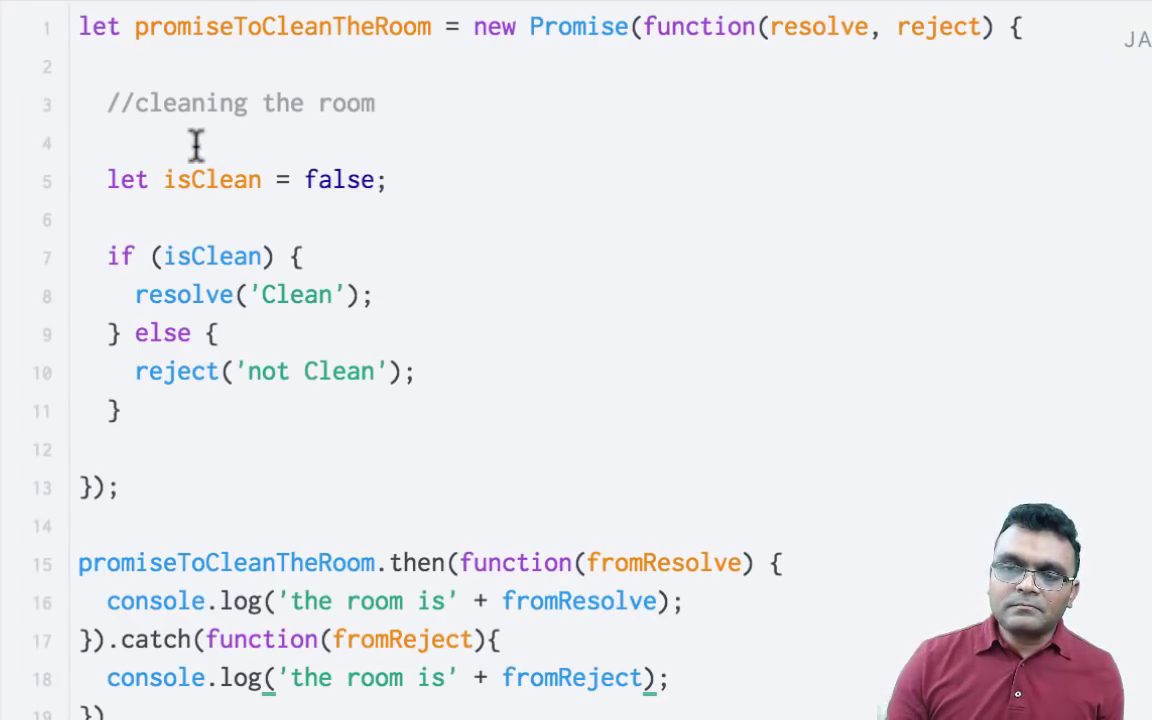 1 let promiseToCleanTheRoom = new Promise(function(resolve, reject) {
JA
2
3 //cleaning the room
4
5 let isClean = false;
6
7 if (isClean) {
8 resolve('Clean');
9 } else {
10 reject('not Clean');
11 }
12
13 });
14
15 promiseToCleanTheRoom.then(function(fromResolve) {
16 console.log('the room is' + fromResolve);
17 }).catch(function(fromReject){
18 console.log('the room is' + fromReject);
19 })